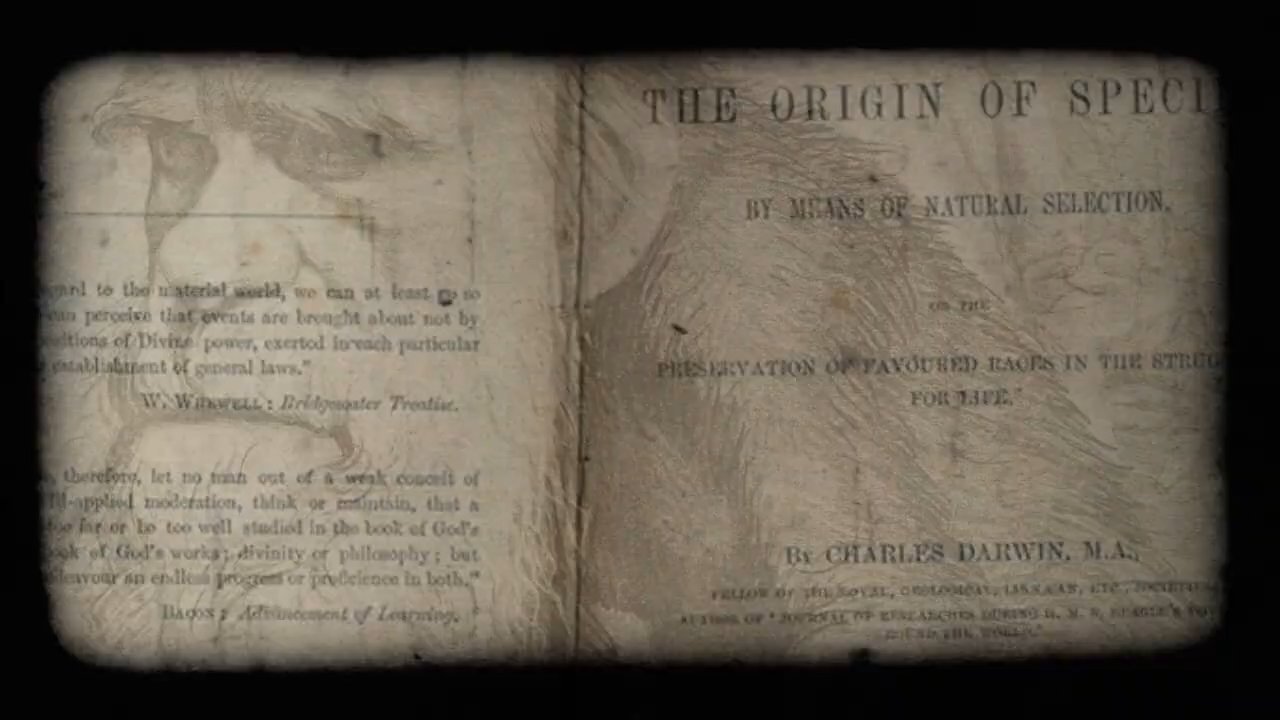 to the material world, we can at least go so
can perceive that events are brought about not by
of Divine power, exerted in each particular
establishment of general laws."
W. WHEWELL: Bridgewater Treatise.
therefore, let no man out of a weak conceit of
ill-applied moderation, think or maintain, that a
too far or be too well studied in the book of God's
of God's works; divinity or philosophy; but
endeavour an endless progress or proficience in both."
BACON: Advancement of Learning.
THE ORIGIN OF SPECI
BY MEANS OF NATURAL SELECTION,
OR THE
PRESERVATION OF FAVOURED RACES IN THE STRUG
FOR LIFE.
BY CHARLES DARWIN, M.A.,
FELLOW OF THE ROYAL, GEOLOGICAL, LINNÆAN, ETC., SOCIETIES
AUTHOR OF 'JOURNAL OF RESEARCHES DURING H. M. S. BEAGLE'S VOY
ROUND THE WORLD.'